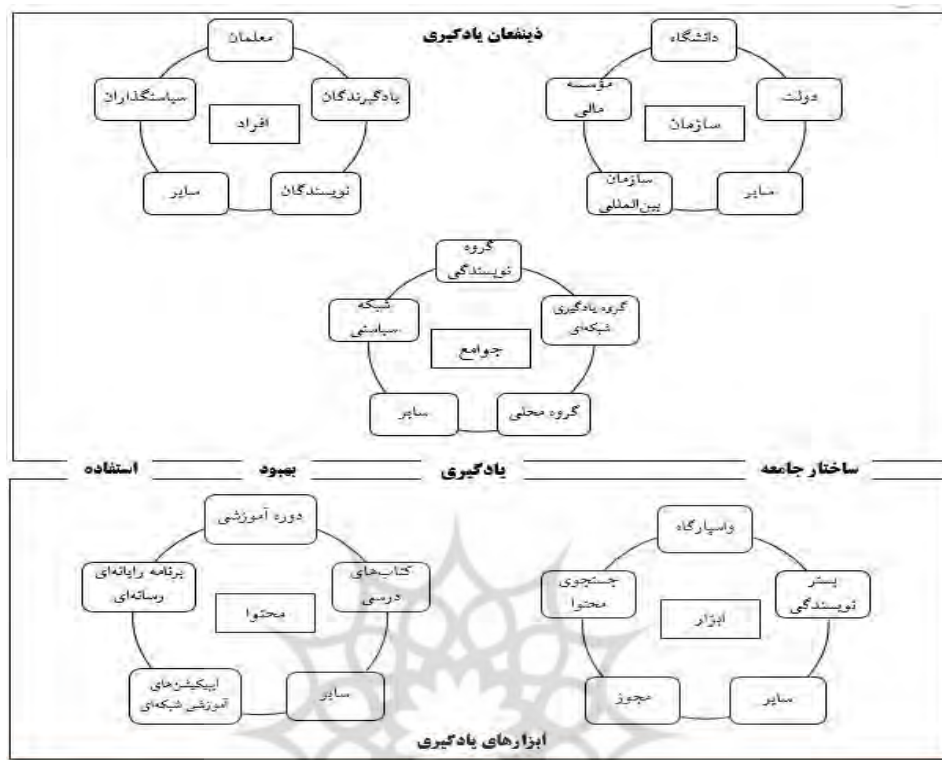 ذینفعان یادگیری
دانشگاه
دولت
سایر
سازمان
بین‌المللی
مؤسسه
مالی
سازمان
معلمان
یادگیرندگان
نویسندگان
سایر
سیاستگذاران
افراد
گروه
نویسندگی
گروه یادگیری
شبکه‌ای
گروه محلی
سایر
شبکه
سیاستی
جوامع
ساختار جامعه
یادگیری
بهبود
استفاده
واسپارگاه
بستر
نویسندگی
سایر
مجوز
جستجوی
محتوا
ابزار
دوره آموزشی
کتاب‌های
درسی
سایر
اپیکیشن‌های
آموزشی شبکه‌ای
برنامه رایانه‌ای
رسانه‌ای
محتوا
ابزارهای یادگیری